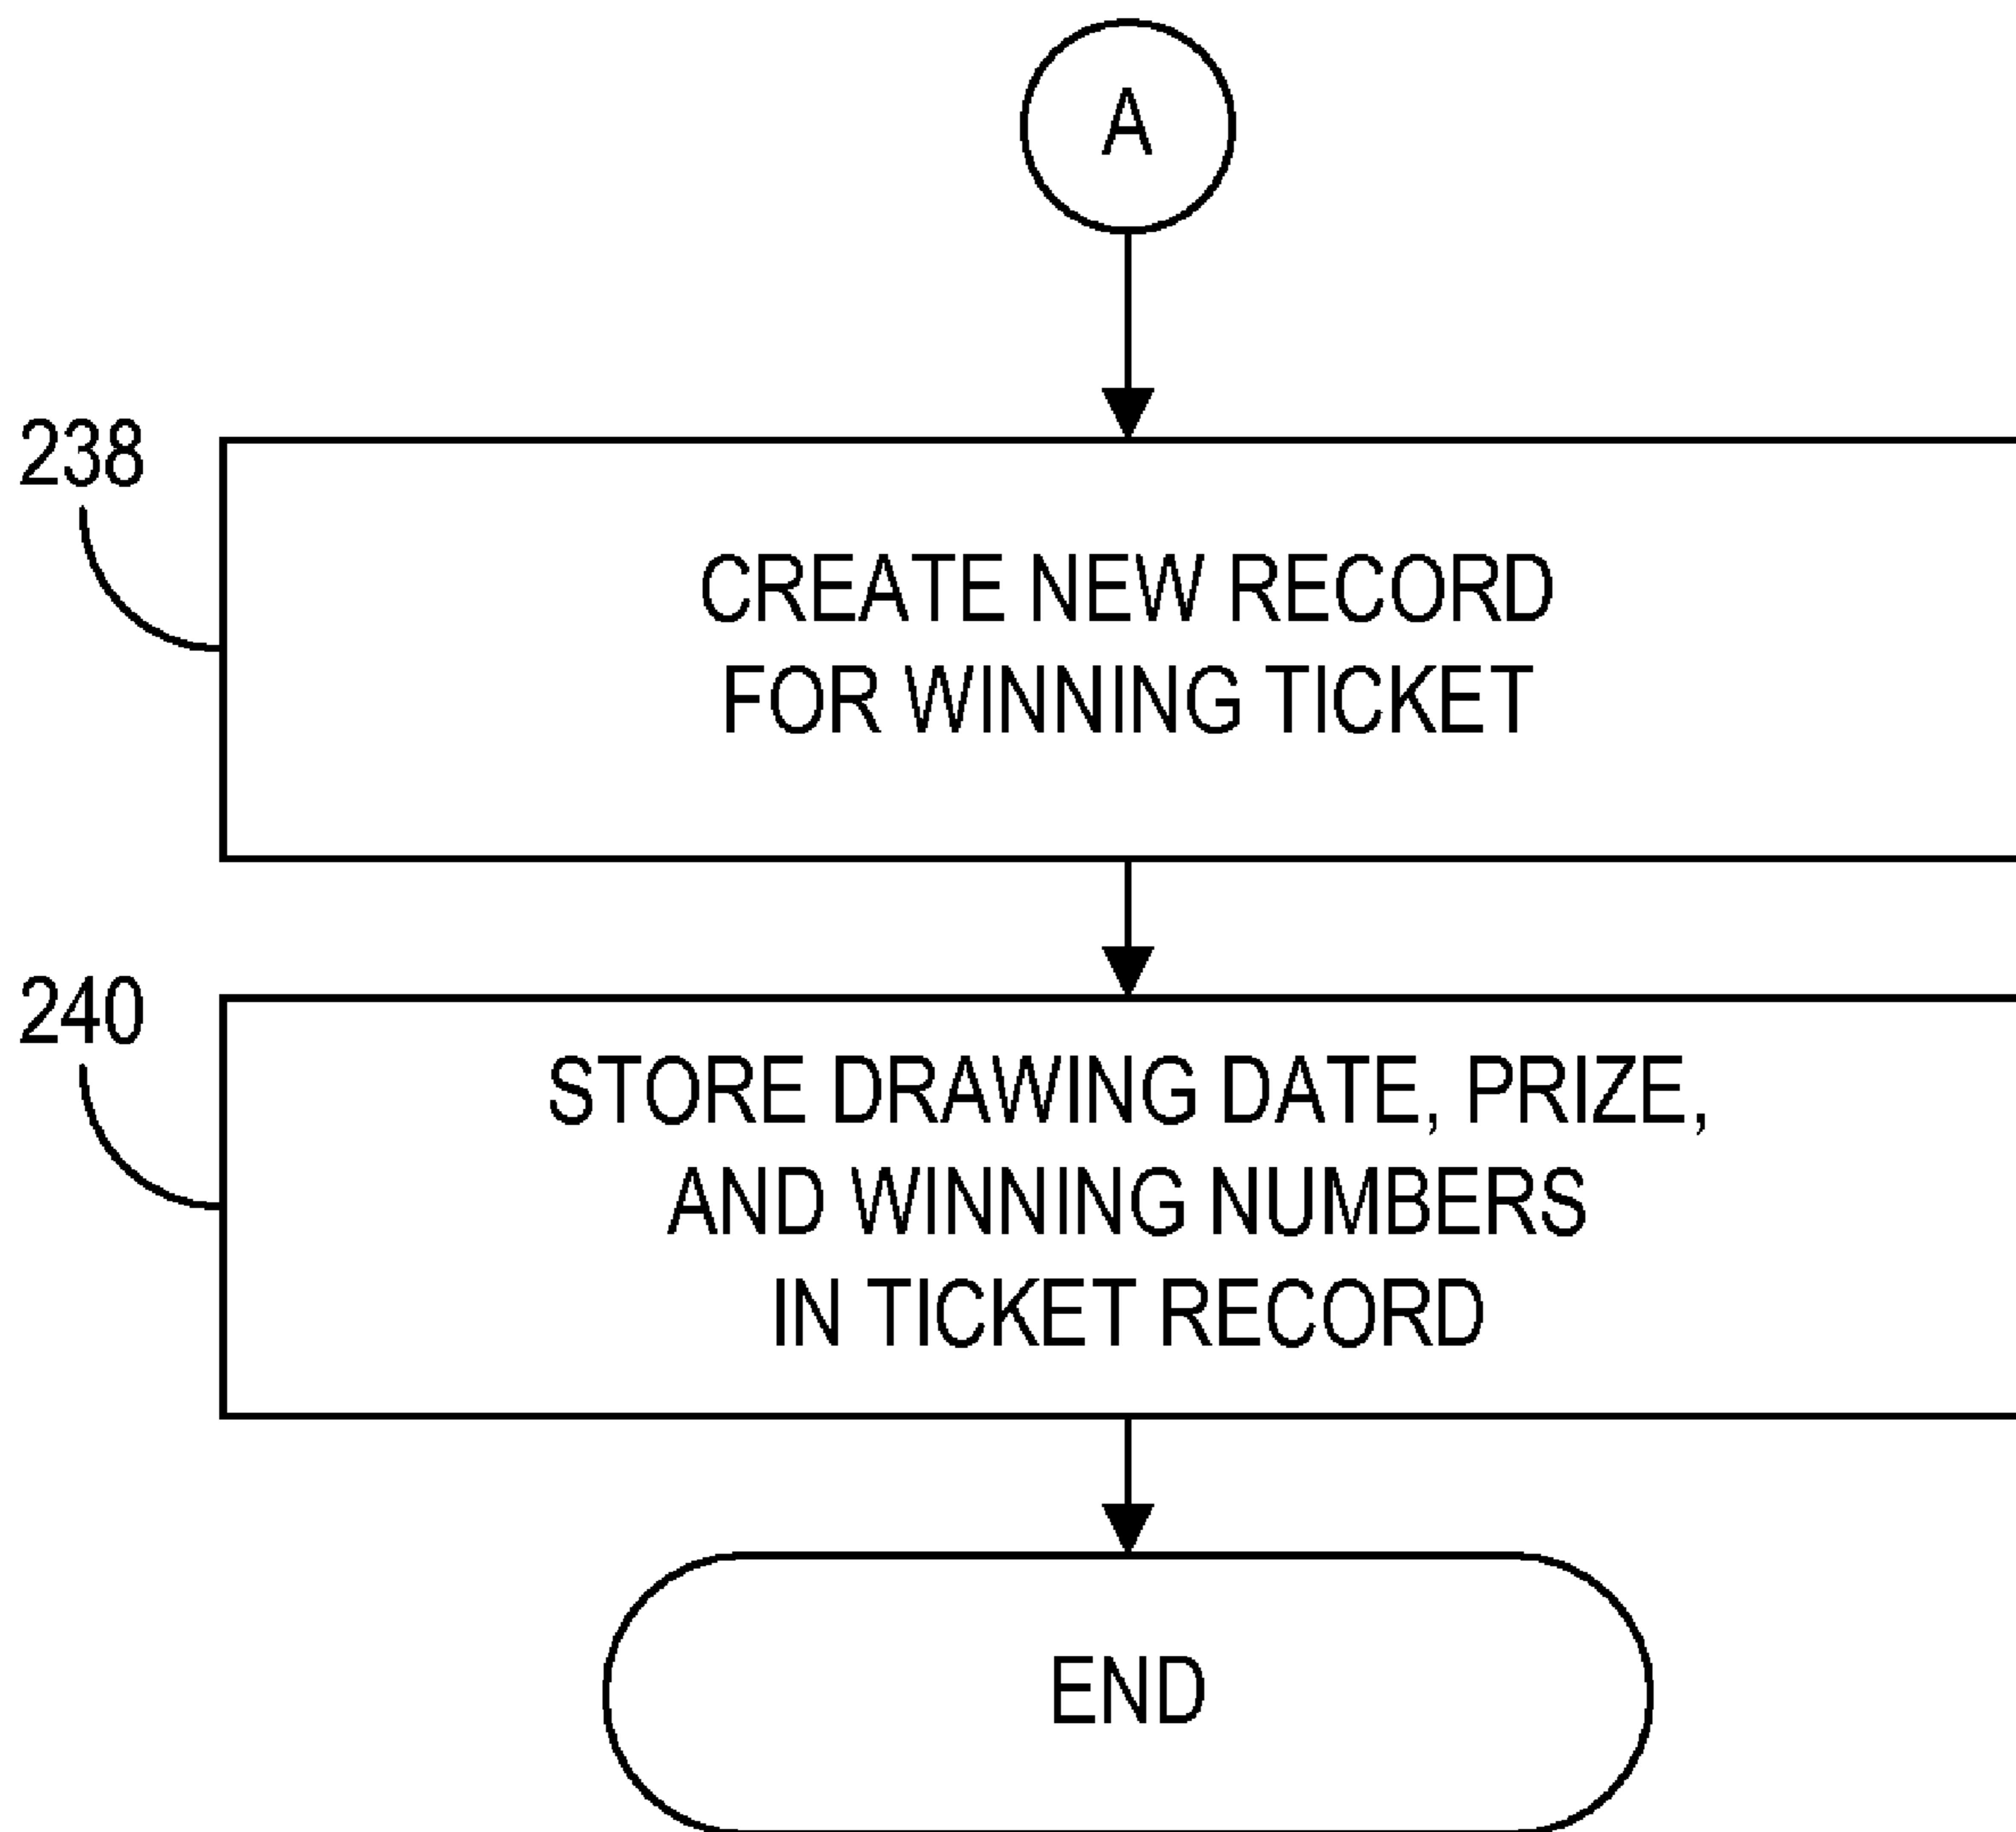 A
238
CREATE NEW RECORD
FOR WINNING TICKET
240
STORE DRAWING DATE, PRIZE,
AND WINNING NUMBERS
IN TICKET RECORD
END